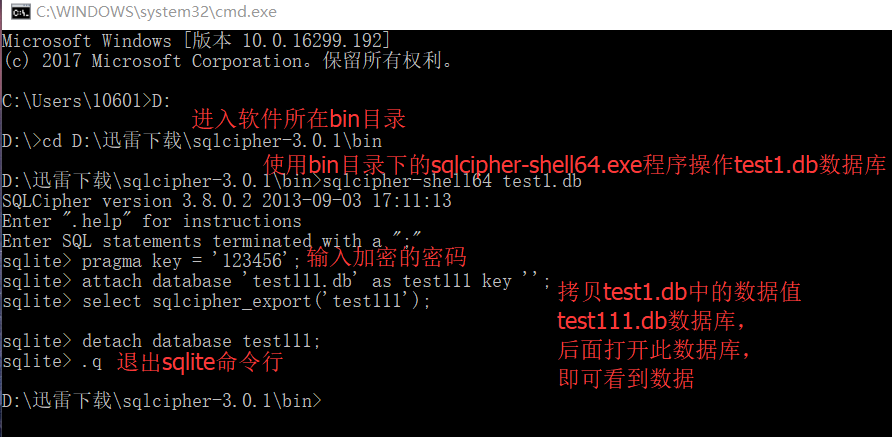 C:\WINDOWS\system32\cmd.exe
Microsoft Windows [版本 10.0.16299.192]
(c) 2017 Microsoft Corporation。保留所有权利。
C:\Users\10601>D:
进入软件所在bin目录
D:\>cd D:\迅雷下载\sqlcipher-3.0.1\bin
使用bin目录下的sqlcipher-shell64.exe程序操作test1.db数据库
D:\迅雷下载\sqlcipher-3.0.1\bin>sqlcipher-shell64 test1.db
SQLCipher version 3.8.0.2 2013-09-03 17:11:13
Enter ".help" for instructions
Enter SQL statements terminated with a ";"
sqlite> pragma key = '123456'; 输入加密的密码
sqlite> attach database 'test111.db' as test111 key '';
sqlite> select sqlcipher_export('test111');
拷贝test1.db中的数据值
test111.db数据库，
后面打开此数据库，
即可看到数据
sqlite> detach database test111;
sqlite> .q 退出sqlite命令行
D:\迅雷下载\sqlcipher-3.0.1\bin>